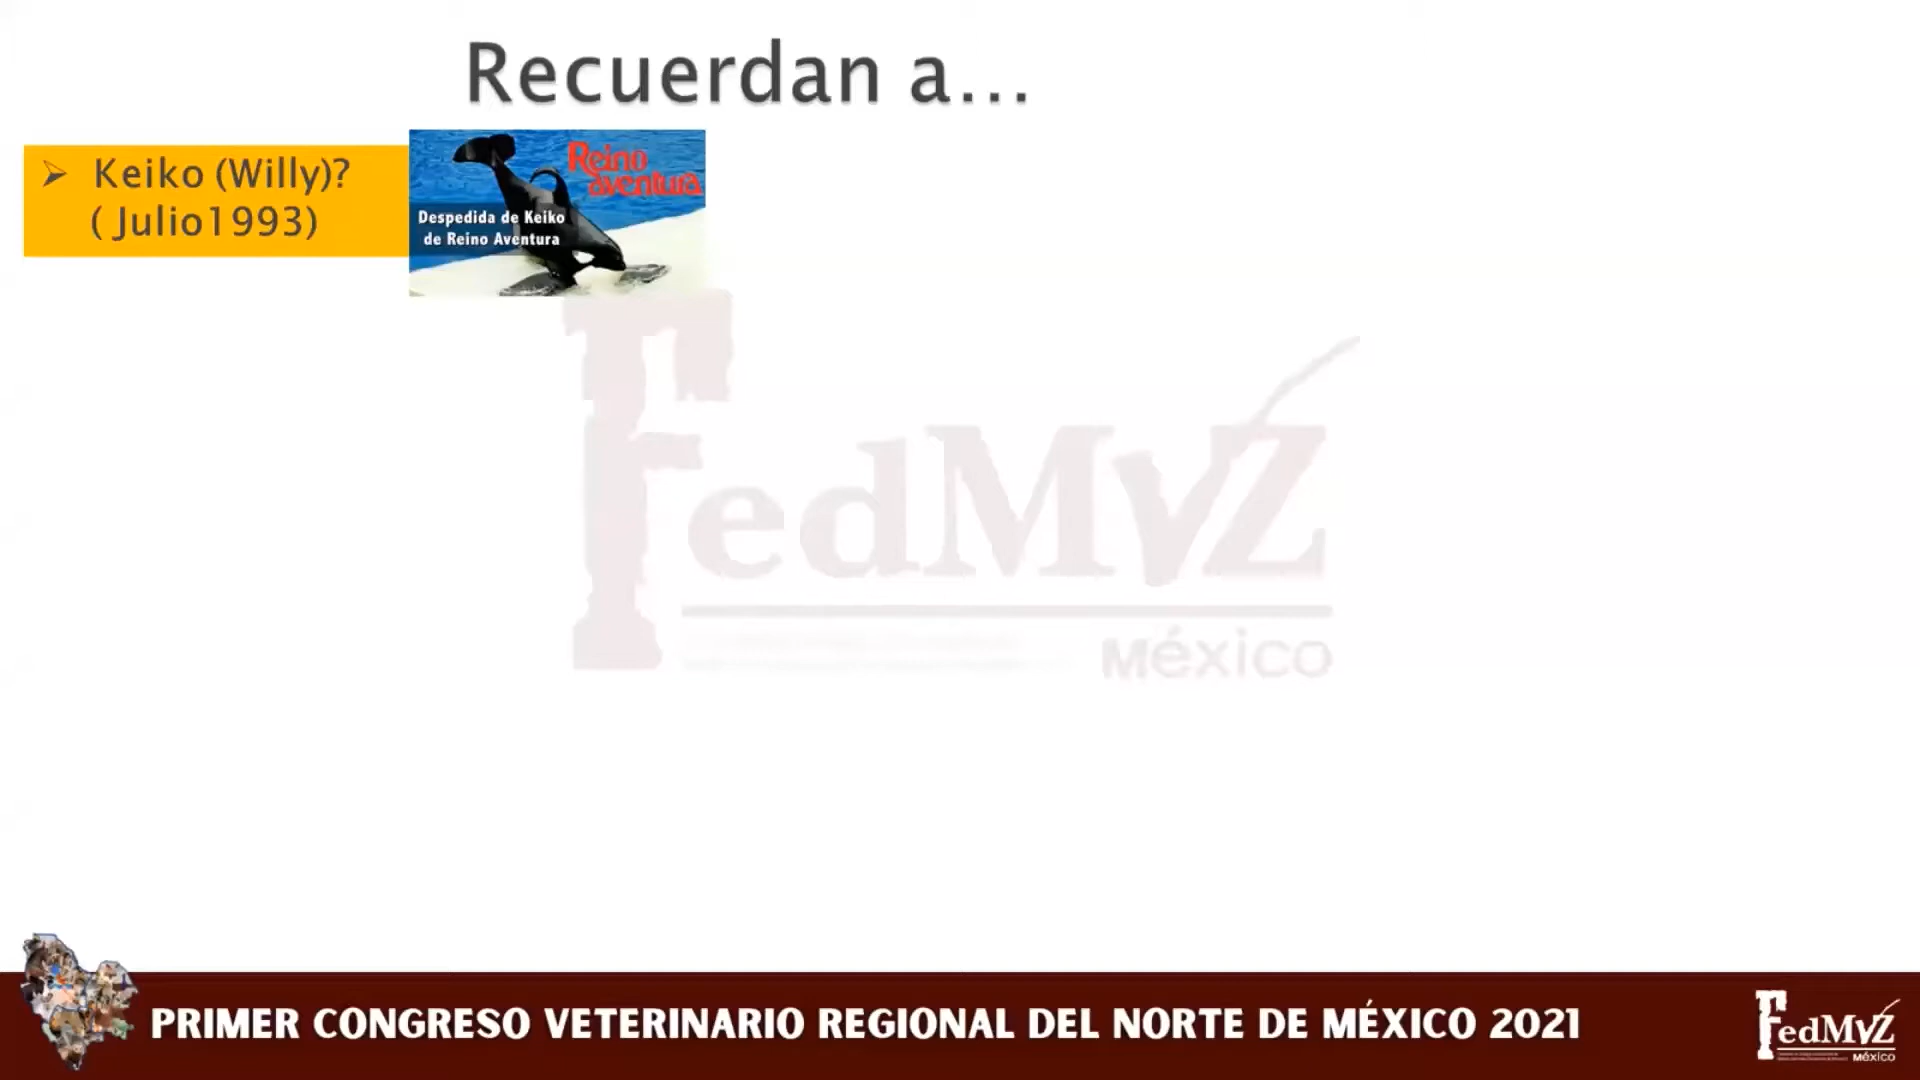 Recuerdan a...
➢ Keiko (Willy)?
( Julio1993)
Reino
aventura
Despedida de Keiko
de Reino Aventura
FedMVZ
México
PRIMER CONGRESO VETERINARIO REGIONAL DEL NORTE DE MÉXICO 2021
FedMVZ
México